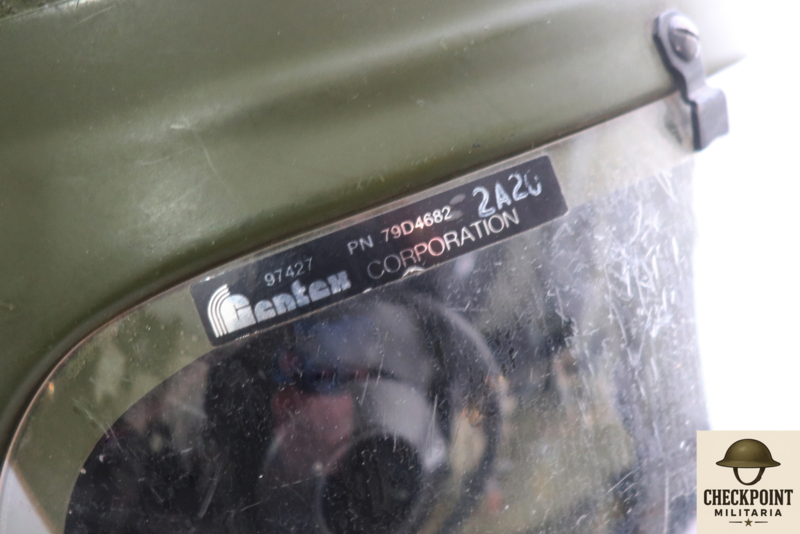 97427 PN 79D4682 2A20
Gentex CORPORATION
CHECKPOINT
MILITARIA